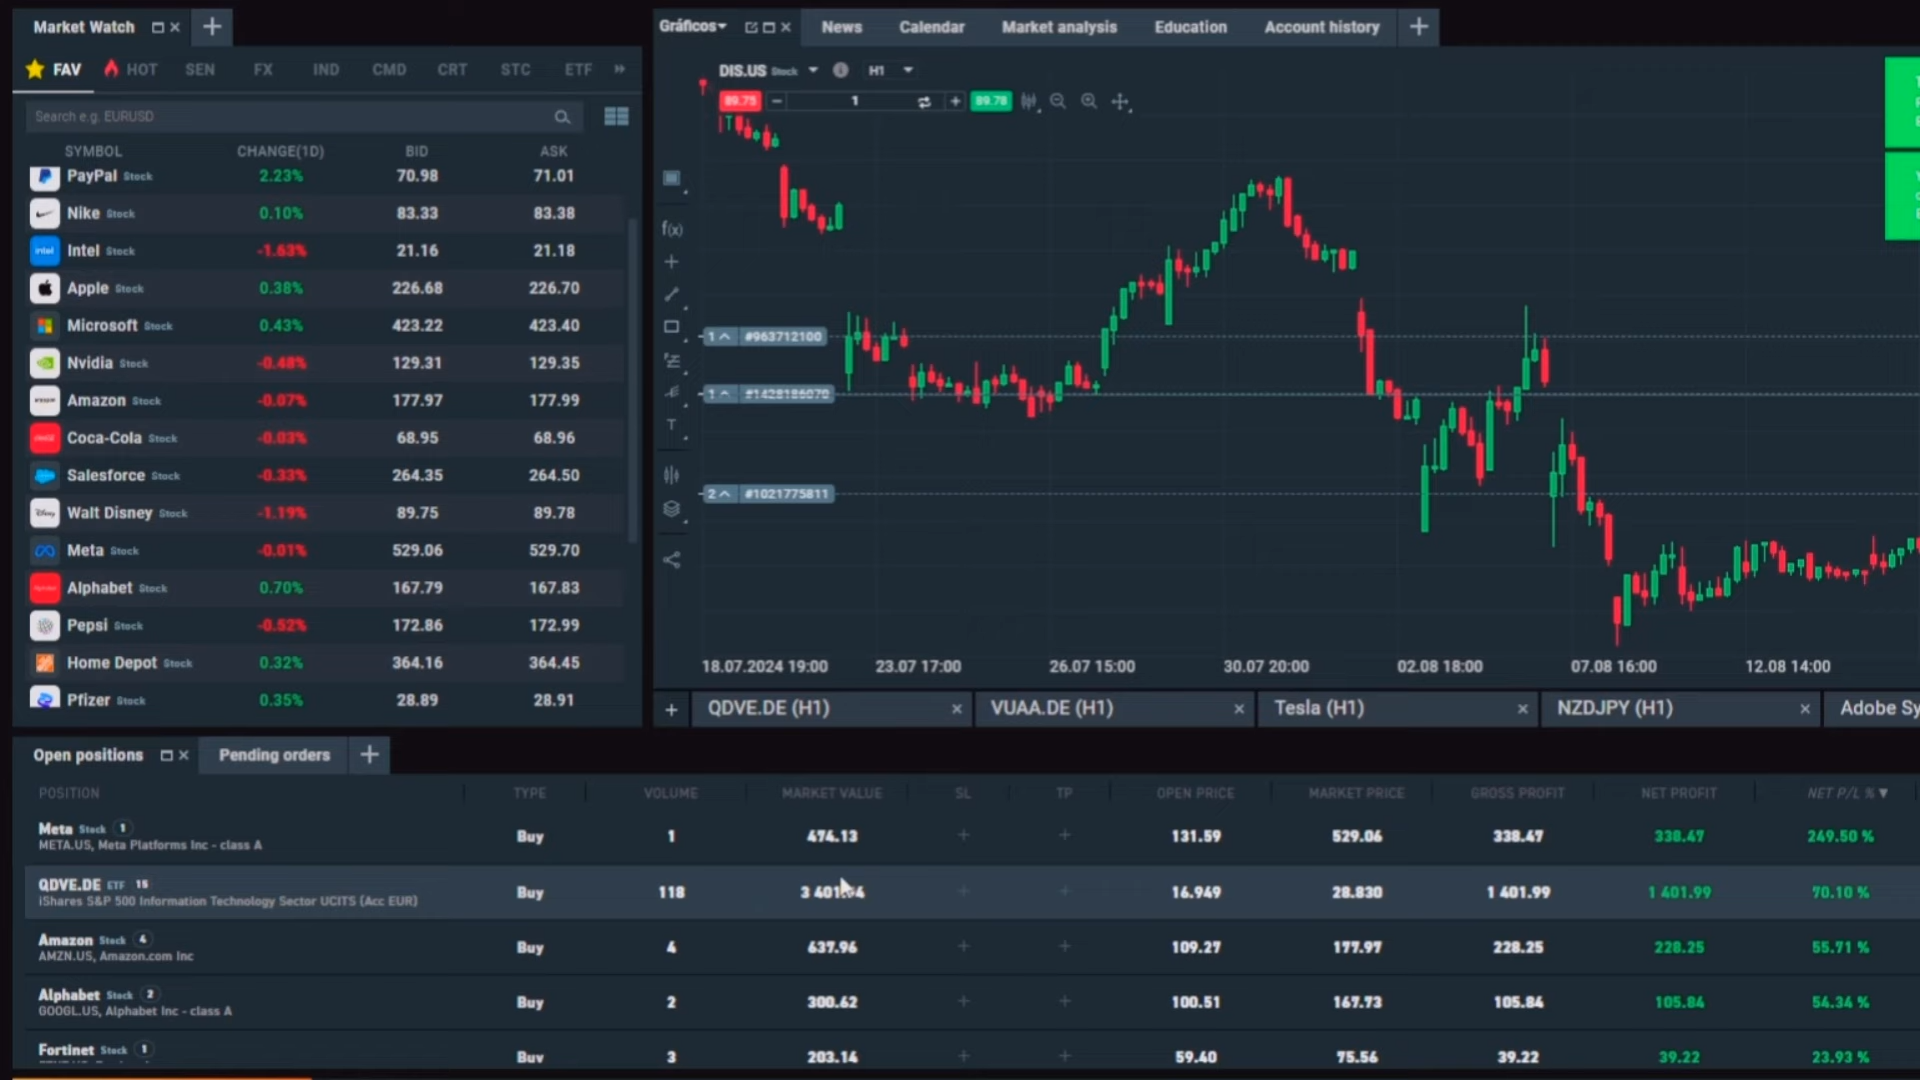 Market Watch
Gráficos News Calendar Market analysis Education Account history
FAV HOT SEN FX IND CMD CRT STC ETF »
DIS.US Stock H1
89.75 1 89.78
Search e.g. EURUSD
SYMBOL CHANGE(1D) BID ASK
PayPal Stock 2.23% 70.98 71.01
Nike Stock 0.10% 83.33 83.38
intel Intel Stock -1.63% 21.16 21.18
Apple Stock 0.38% 226.68 226.70
Microsoft Stock 0.43% 423.22 423.40
Nvidia Stock -0.48% 129.31 129.35
Amazon Stock -0.07% 177.97 177.99
Coca-Cola Stock -0.03% 68.95 68.96
Salesforce Stock -0.33% 264.35 264.50
Disney Walt Disney Stock -1.19% 89.75 89.78
Meta Stock -0.01% 529.06 529.70
Alphabet Stock 0.70% 167.79 167.83
Pepsi Stock -0.52% 172.86 172.99
Home Depot Stock 0.32% 364.16 364.45
Pfizer Stock 0.35% 28.89 28.91
f(x)
T
1 #963712100
1 #1428186070
2 #1021775811
18.07.2024 19:00 23.07 17:00 26.07 15:00 30.07 20:00 02.08 18:00 07.08 16:00 12.08 14:00
QDVE.DE (H1) VUAA.DE (H1) Tesla (H1) NZDJPY (H1) Adobe Sy
Open positions Pending orders
POSITION TYPE VOLUME MARKET VALUE SL TP OPEN PRICE MARKET PRICE GROSS PROFIT NET PROFIT NET P/L %
Meta Stock 1
META.US, Meta Platforms Inc - class A
Buy 1 474.13 + + 131.59 529.06 338.47 338.47 249.50 %
QDVE.DE ETF 15
iShares S&P 500 Information Technology Sector UCITS (Acc EUR)
Buy 118 3 401. 4 + + 16.949 28.830 1 401.99 1 401.99 70.10 %
Amazon Stock 4
AMZN.US, Amazon.com Inc
Buy 4 637.96 + + 109.27 177.97 228.25 228.25 55.71 %
Alphabet Stock 2
GOOGL.US, Alphabet Inc - class A
Buy 2 300.62 + + 100.51 167.73 105.84 105.84 54.34 %
Fortinet Stock 1
Buy 3 203.14 + + 59.40 75.56 39.22 39.22 23.93 %